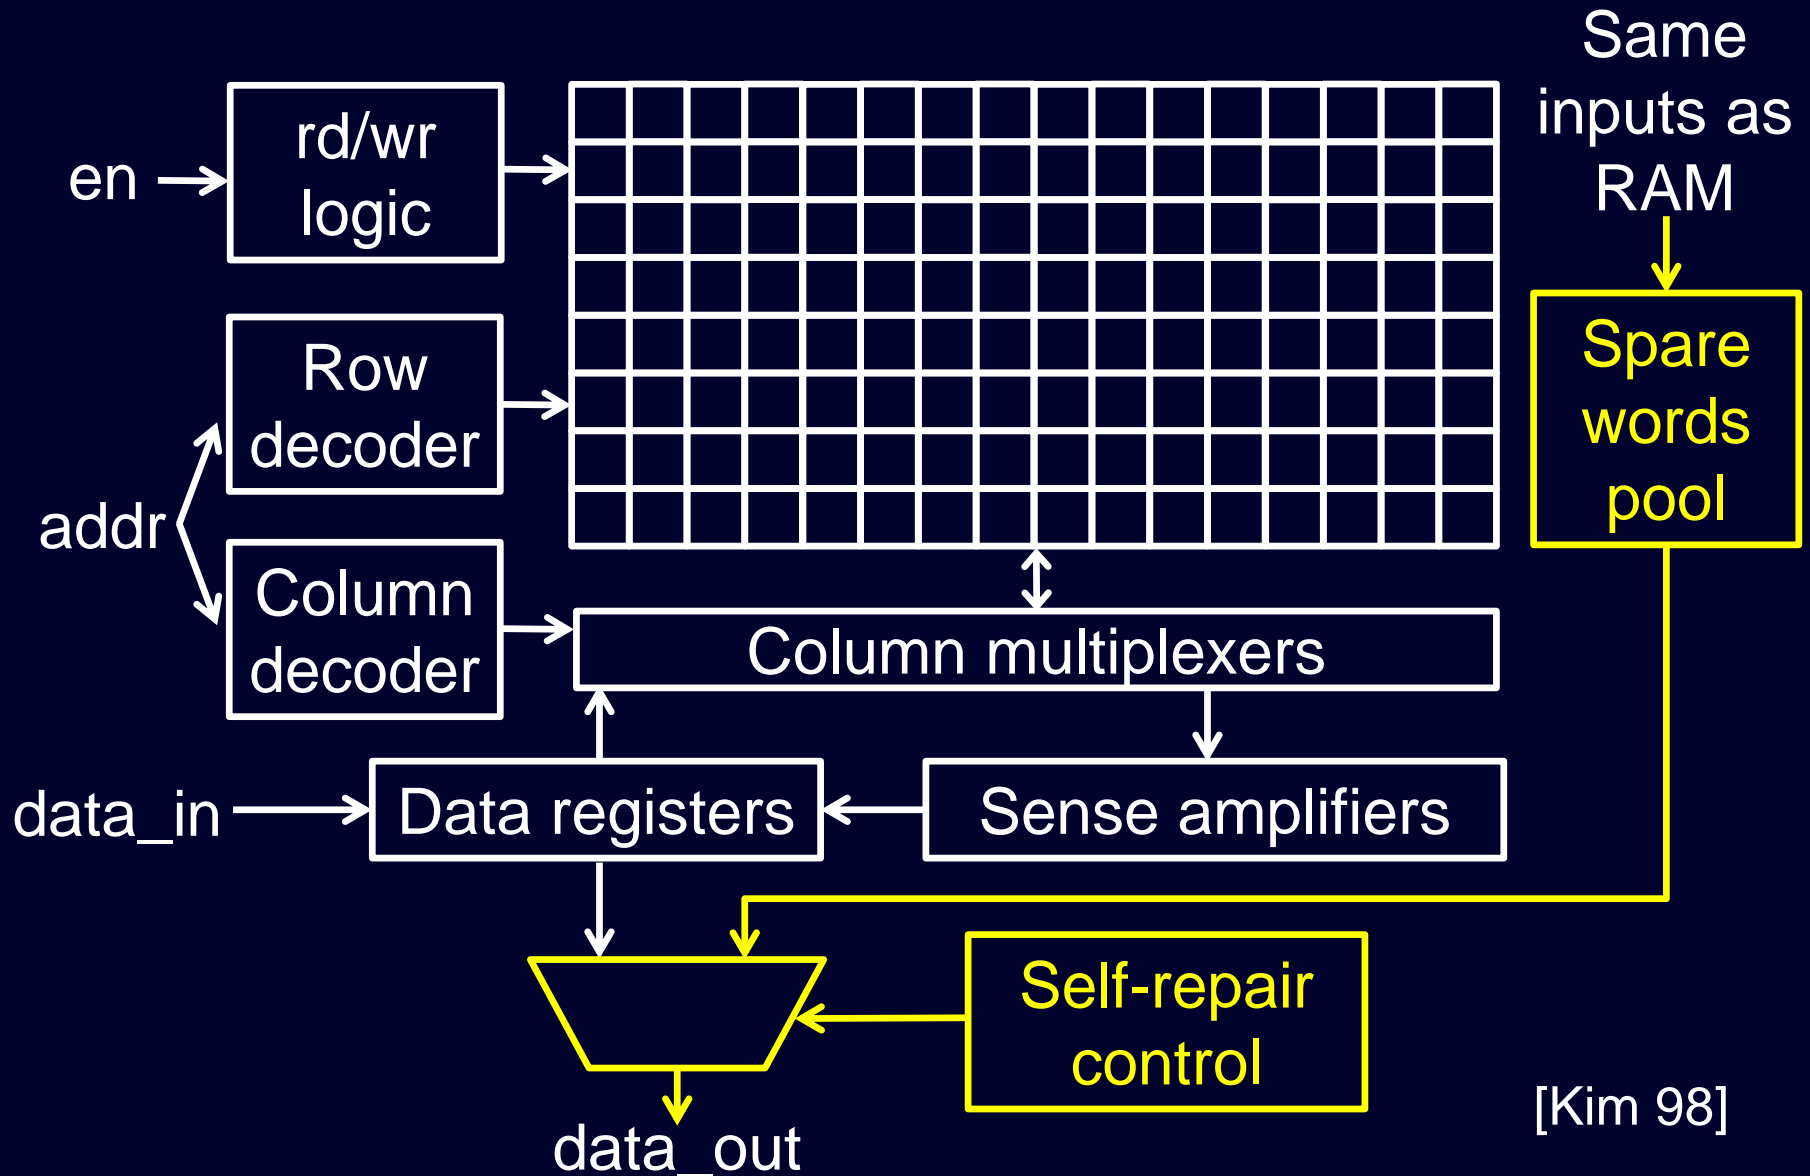 Same
inputs as
RAM
en
rd/wr
logic
Row
decoder
addr
Column
decoder
Spare
words
pool
Column multiplexers
data_in
Data registers
Sense amplifiers
Self-repair
control
data_out
[Kim 98]